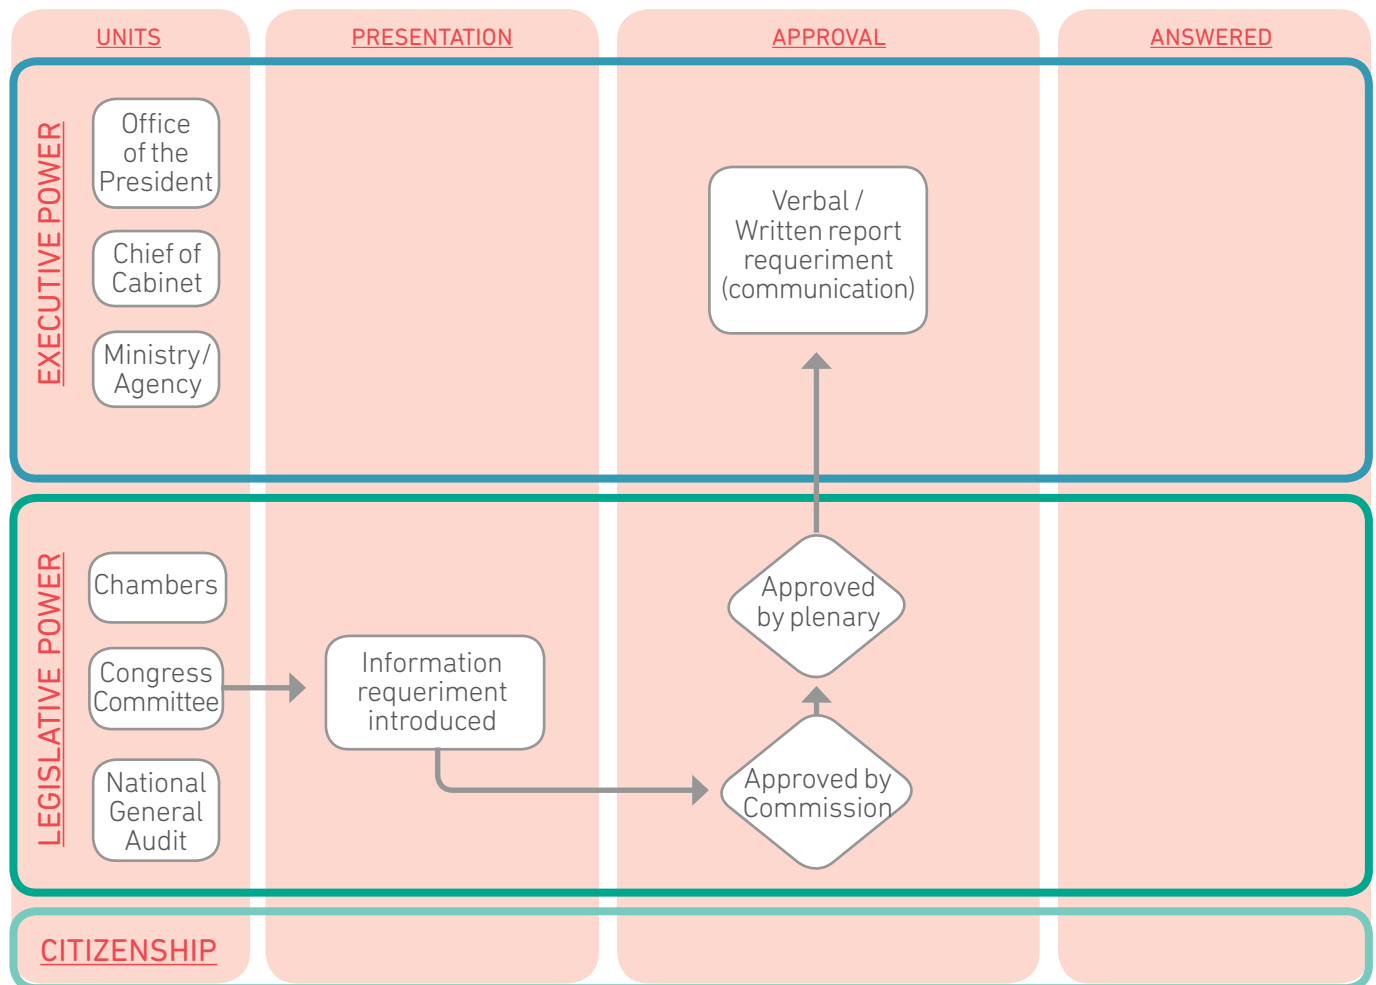 UNITS
PRESENTATION
APPROVAL
ANSWERED
EXECUTIVE POWER
Office
of the
President
Chief of
Cabinet
Ministry/
Agency
Verbal /
Written report
requeriment
(communication)
LEGISLATIVE POWER
Chambers
Congress
Committee
National
General
Audit
Information
requeriment
introduced
Approved
by plenary
Approved by
Commission
CITIZENSHIP